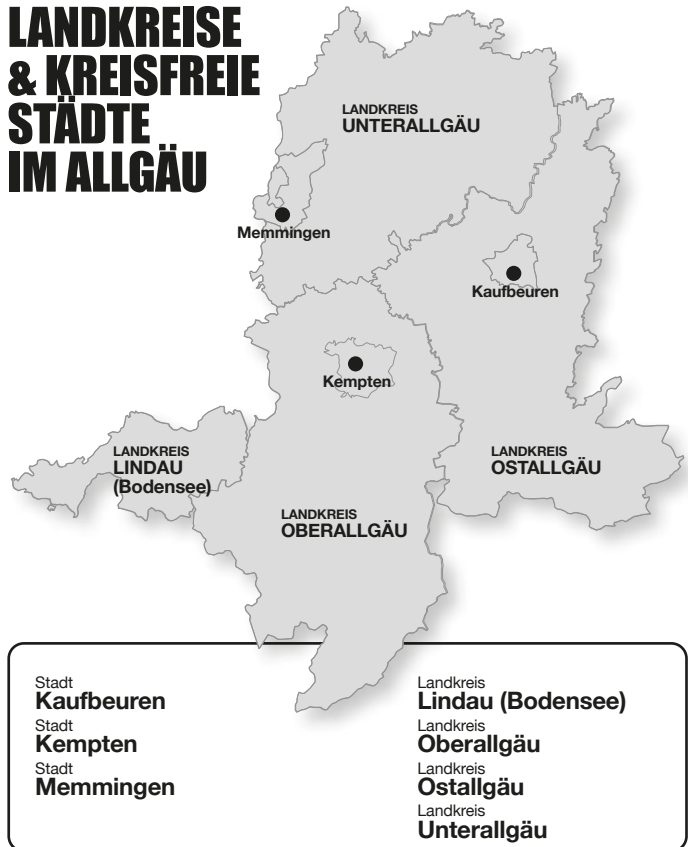 LANDKREISE
& KREISFREIE
STÄDTE
IM ALLGÄU
LANDKREIS
UNTERALLGÄU
Memmingen
Kaufbeuren
Kempten
LANDKREIS
LINDAU
(Bodensee)
LANDKREIS
OSTALLGÄU
LANDKREIS
OBERALLGÄU
Stadt
Kaufbeuren
Stadt
Kempten
Stadt
Memmingen
Landkreis
Lindau (Bodensee)
Landkreis
Oberallgäu
Landkreis
Ostallgäu
Landkreis
Unterallgäu